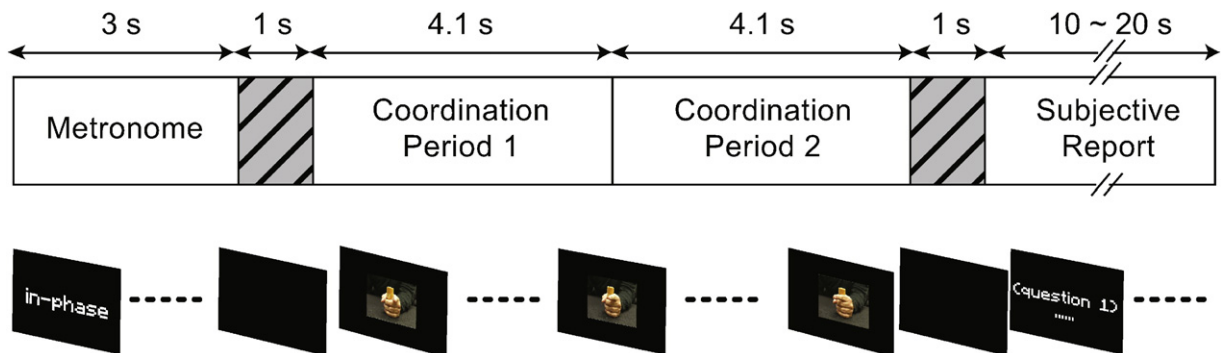 3 s
1 s
4.1 s
4.1 s
1 s
10 ~ 20 s
Metronome
Coordination
Period 1
Coordination
Period 2
Subjective
Report
in-phase
(question 1)
......